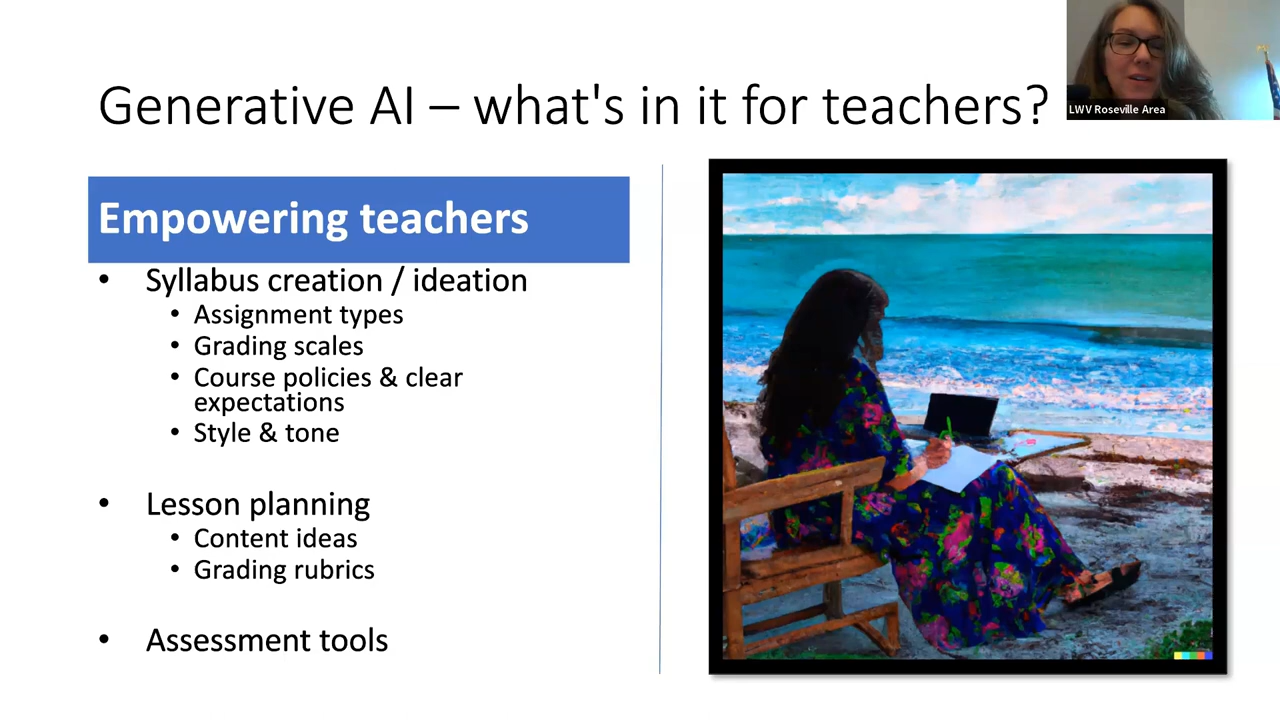 Generative AI – what's in it for teachers?
LWV Roseville Area
Empowering teachers
• Syllabus creation / ideation
• Assignment types
• Grading scales
• Course policies & clear
expectations
• Style & tone
• Lesson planning
• Content ideas
• Grading rubrics
• Assessment tools